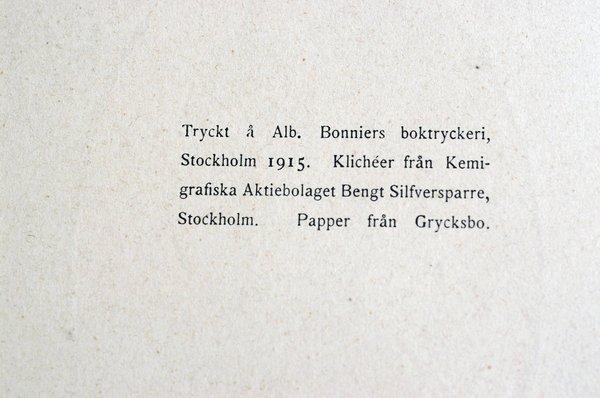 Tryckt å Alb. Bonniers boktryckeri,
Stockholm 1915. Klichéer från Kemi-
grafiska Aktiebolaget Bengt Silfversparre,
Stockholm. Papper från Grycksbo.